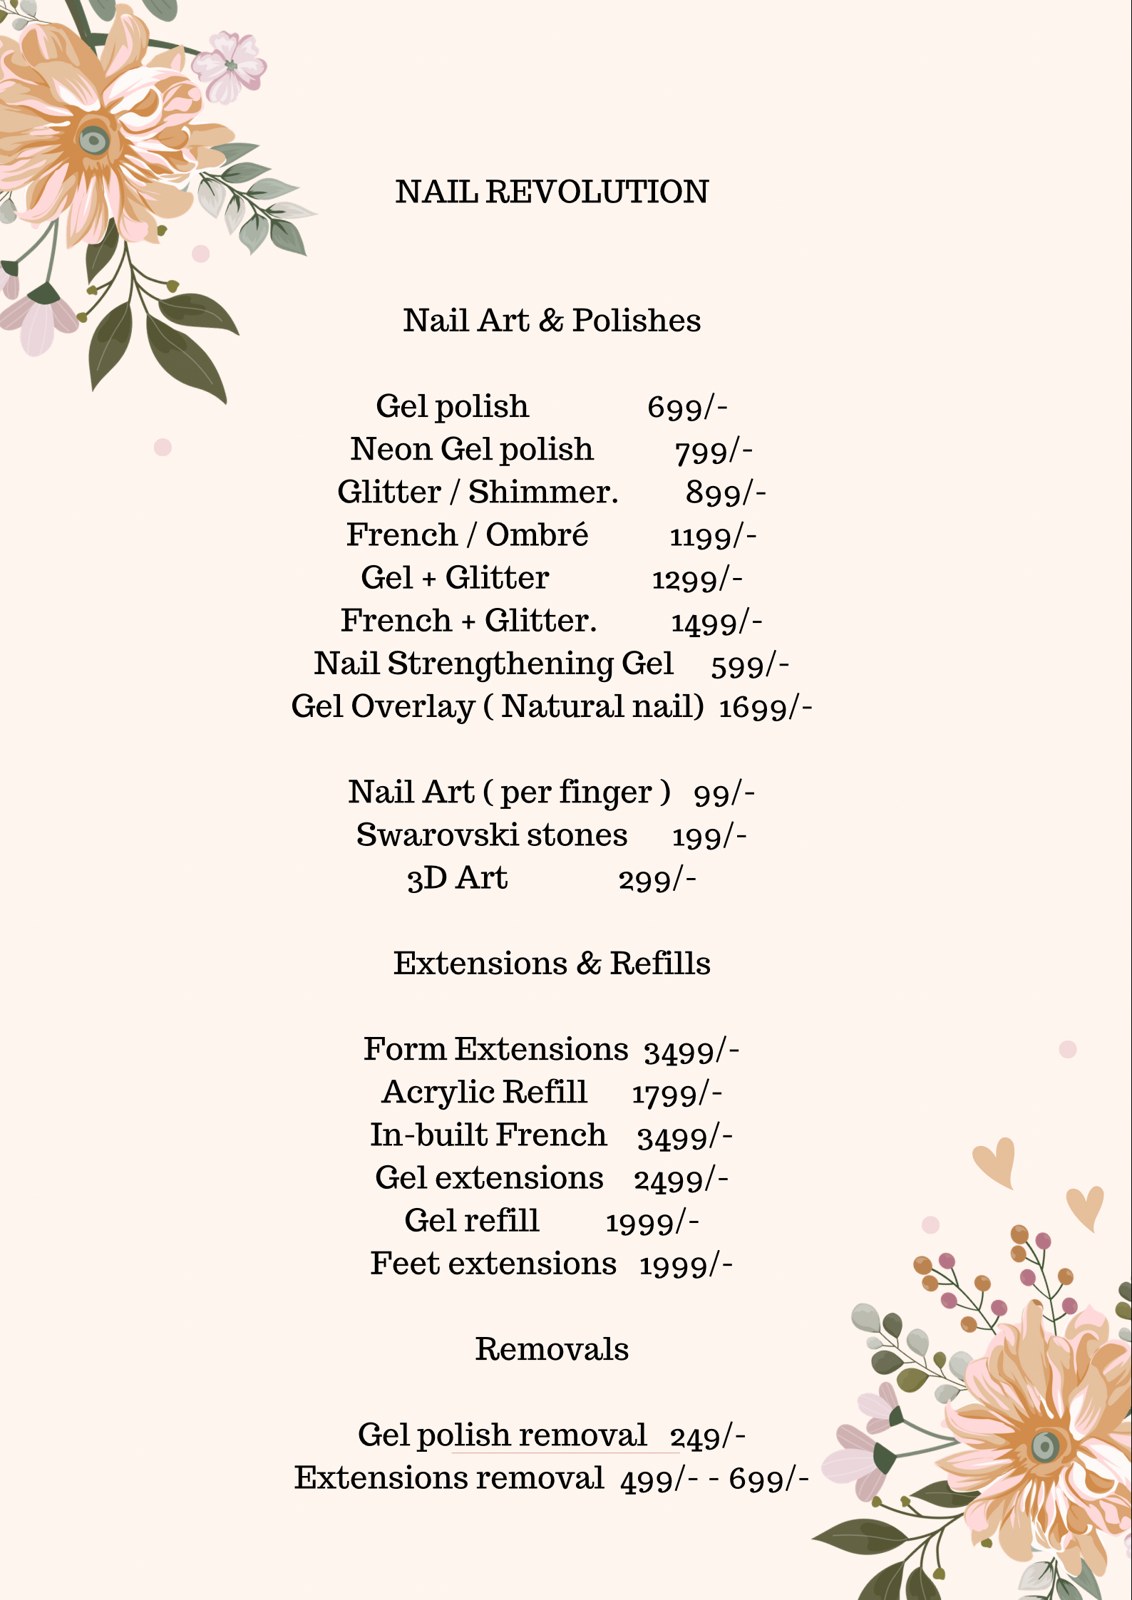 NAIL REVOLUTION
Nail Art & Polishes
Gel polish 699/-
Neon Gel polish 799/-
Glitter / Shimmer. 899/-
French / Ombré 1199/-
Gel + Glitter 1299/-
French + Glitter. 1499/-
Nail Strengthening Gel 599/-
Gel Overlay ( Natural nail) 1699/-
Nail Art ( per finger ) 99/-
Swarovski stones 199/-
3D Art 299/-
Extensions & Refills
Form Extensions 3499/-
Acrylic Refill 1799/-
In-built French 3499/-
Gel extensions 2499/-
Gel refill 1999/-
Feet extensions 1999/-
Removals
Gel polish removal 249/-
Extensions removal 499/- - 699/-